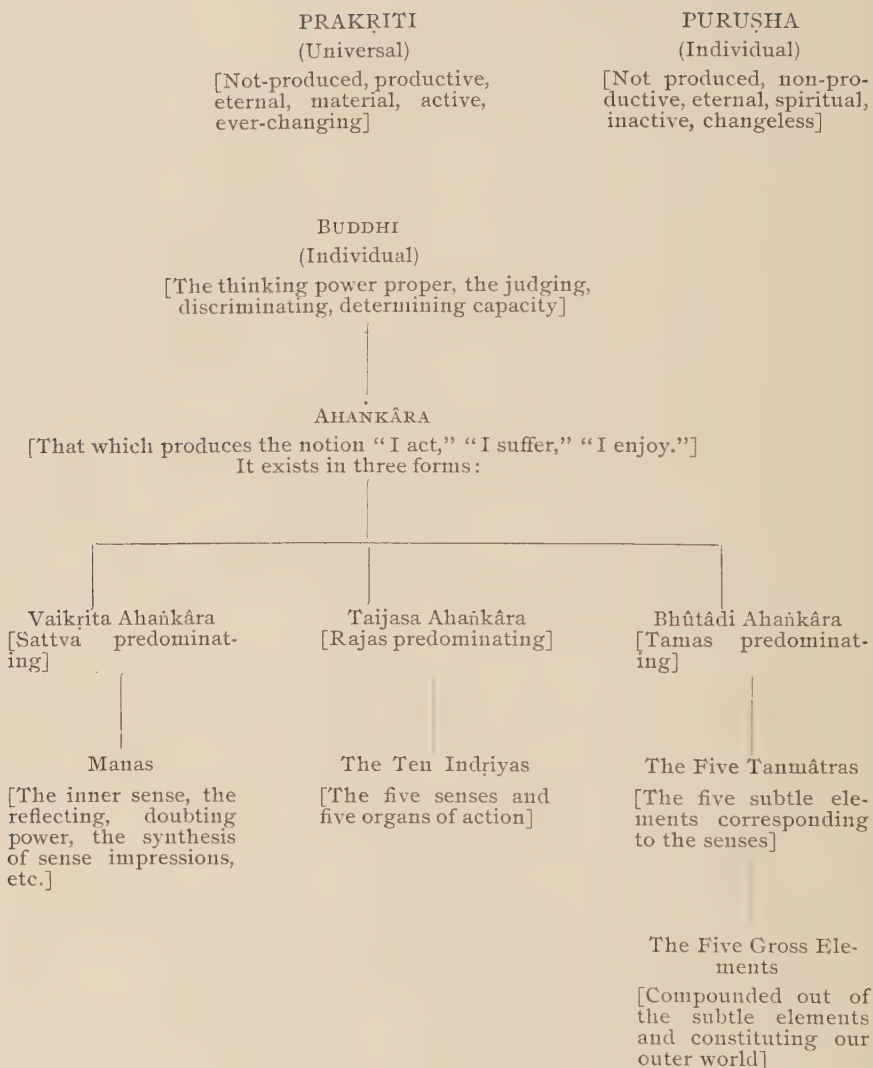 PRAKṚITI
(Universal)
[Not-produced, productive,
eternal, material, active,
ever-changing]
PURUṢHA
(Individual)
[Not produced, non-pro-
ductive, eternal, spiritual,
inactive, changeless]
BUDDHI
(Individual)
[The thinking power proper, the judging,
discriminating, determining capacity]
AHAṄKÂRA
[That which produces the notion “I act,” “I suffer,” “I enjoy.”]
It exists in three forms:
Vaikṛita Ahaṅkâra
[Sattva predominat-
ing]
Taijasa Ahaṅkâra
[Rajas predominating]
Bhûtâdi Ahaṅkâra
[Tamas predominat-
ing]
Manas
[The inner sense, the
reflecting, doubting
power, the synthesis
of sense impressions,
etc.]
The Ten Indṛiyas
[The five senses and
five organs of action]
The Five Tanmâtras
[The five subtle ele-
ments corresponding
to the senses]
The Five Gross Ele-
ments
[Compounded out of
the subtle elements
and constituting our
outer world]